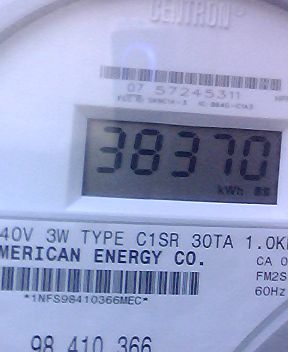 CENTRON®
07 57245311
38370
kWh
40V 3W TYPE C1SR 30TA 1.0K
MERICAN ENERGY CO.
CA 0
FM2S
60Hz
*1NFS98410366MEC*
98 410 366